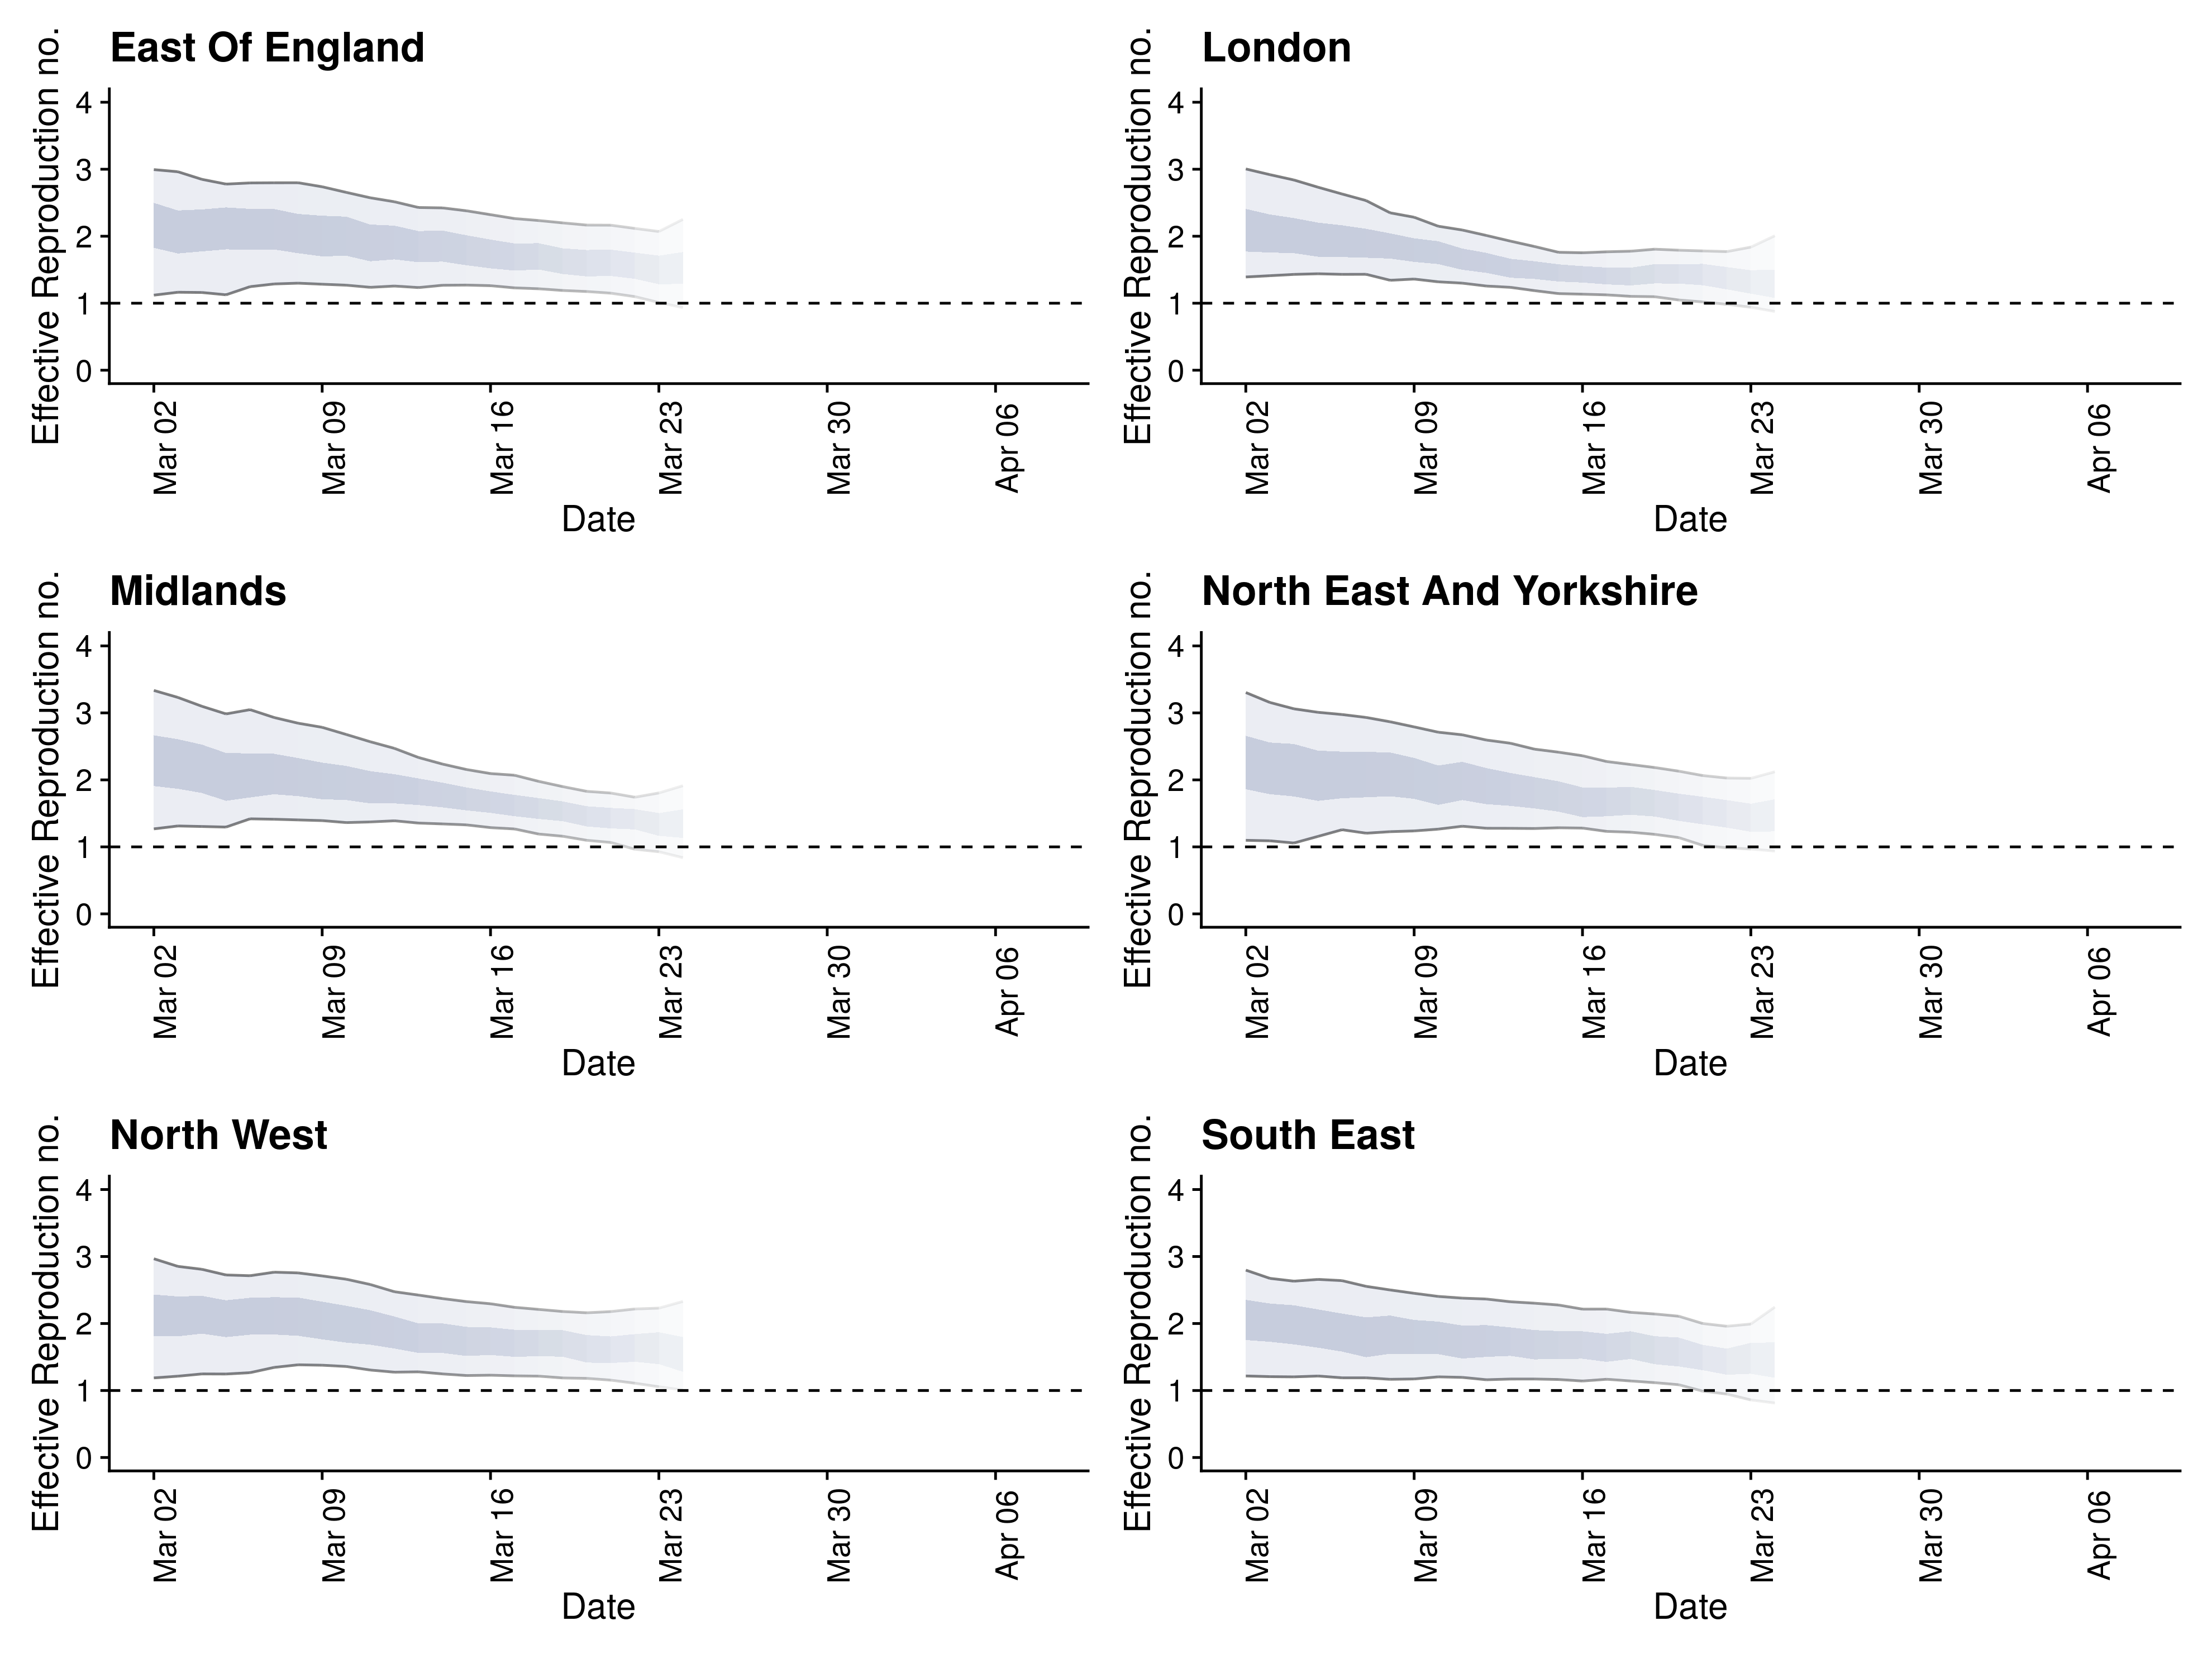 East Of England
Effective Reproduction no.
4
3
2
1
0
Mar 02
Mar 09
Mar 16
Mar 23
Mar 30
Apr 06
Date
London
Effective Reproduction no.
4
3
2
1
0
Mar 02
Mar 09
Mar 16
Mar 23
Mar 30
Apr 06
Date
Midlands
Effective Reproduction no.
4
3
2
1
0
Mar 02
Mar 09
Mar 16
Mar 23
Mar 30
Apr 06
Date
North East And Yorkshire
Effective Reproduction no.
4
3
2
1
0
Mar 02
Mar 09
Mar 16
Mar 23
Mar 30
Apr 06
Date
North West
Effective Reproduction no.
4
3
2
1
0
Mar 02
Mar 09
Mar 16
Mar 23
Mar 30
Apr 06
Date
South East
Effective Reproduction no.
4
3
2
1
0
Mar 02
Mar 09
Mar 16
Mar 23
Mar 30
Apr 06
Date